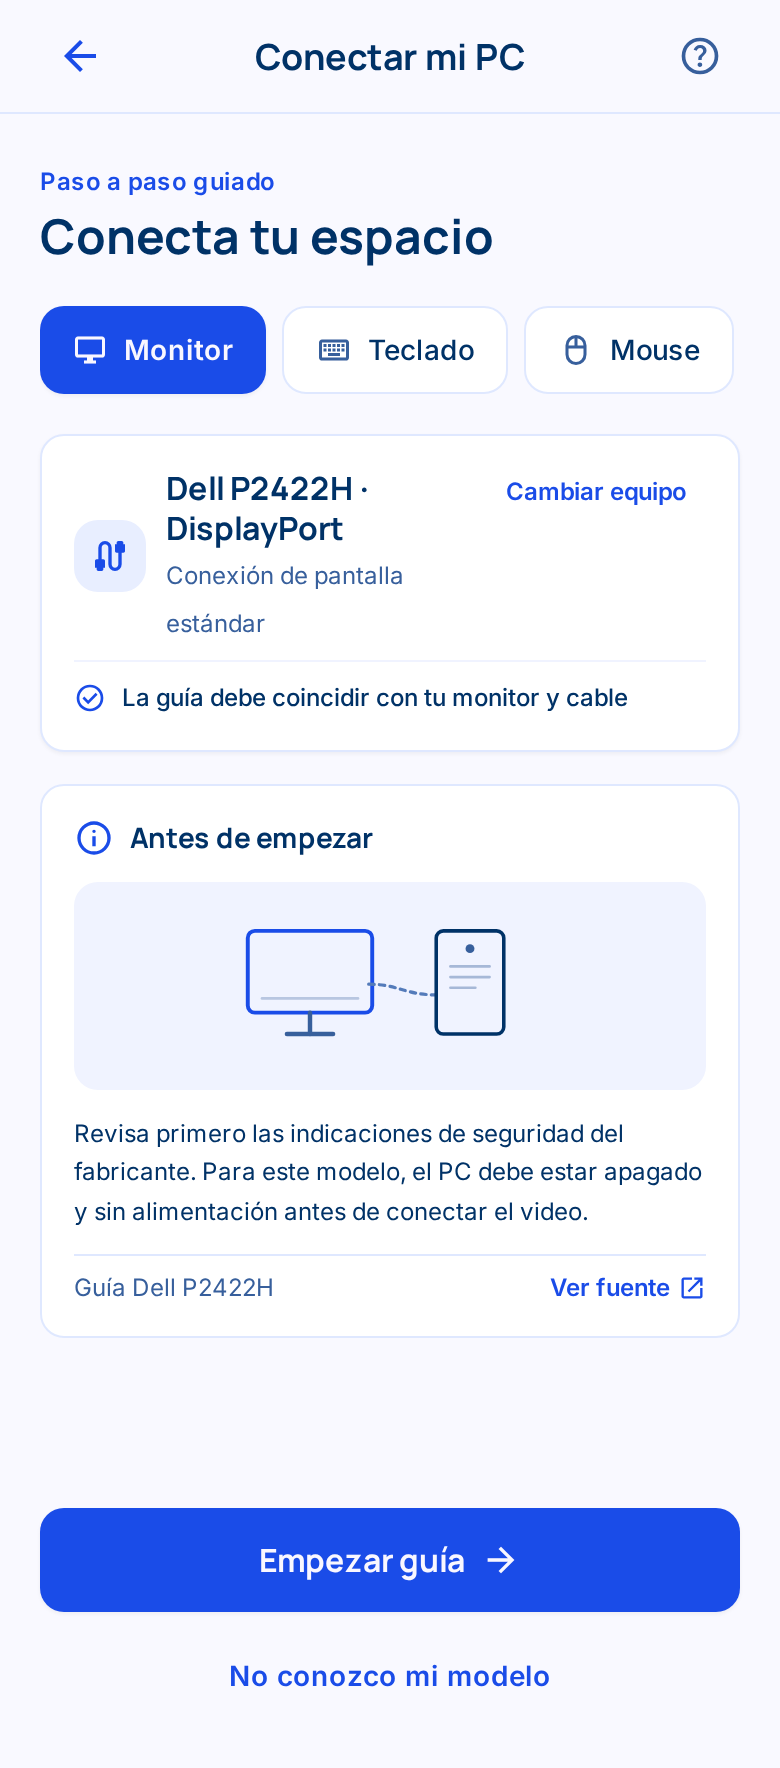 Conectar mi PC
Paso a paso guiado
Conecta tu espacio
Monitor
Teclado
Mouse
Dell P2422H ·
DisplayPort
Cambiar equipo
Conexión de pantalla
estándar
La guía debe coincidir con tu monitor y cable
Antes de empezar
Revisa primero las indicaciones de seguridad del
fabricante. Para este modelo, el PC debe estar apagado
y sin alimentación antes de conectar el video.
Guía Dell P2422H
Ver fuente
Empezar guía
No conozco mi modelo